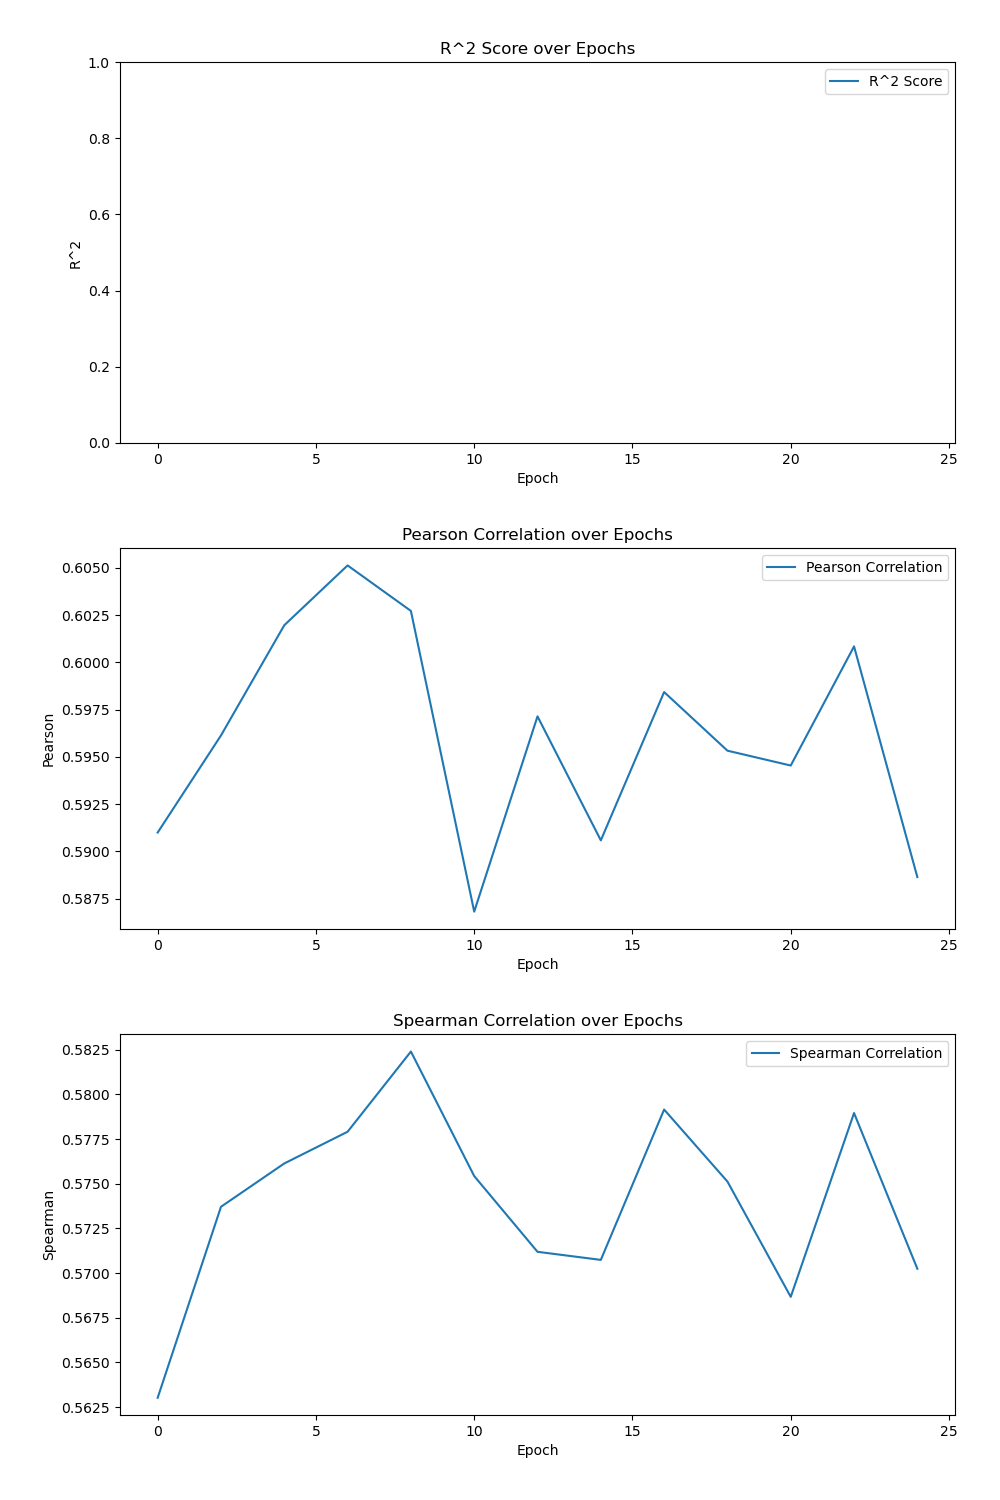 R^2 Score over Epochs
1.0
0.8
0.6
0.4
0.2
0.0
R^2
R^2 Score
0 5 10 15 20 25
Epoch
Pearson Correlation over Epochs
0.6050
0.6025
0.6000
0.5975
0.5950
0.5925
0.5900
0.5875
Pearson
Pearson Correlation
0 5 10 15 20 25
Epoch
Spearman Correlation over Epochs
0.5825
0.5800
0.5775
0.5750
0.5725
0.5700
0.5675
0.5650
0.5625
Spearman
Spearman Correlation
0 5 10 15 20 25
Epoch